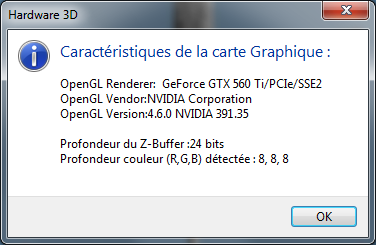 Hardware 3D
Caractéristiques de la carte Graphique :
OpenGL Renderer:  GeForce GTX 560 Ti/PCIe/SSE2
OpenGL Vendor:NVIDIA Corporation
OpenGL Version:4.6.0 NVIDIA 391.35
Profondeur du Z-Buffer :24 bits
Profondeur couleur (R,G,B) détectée : 8, 8, 8
OK